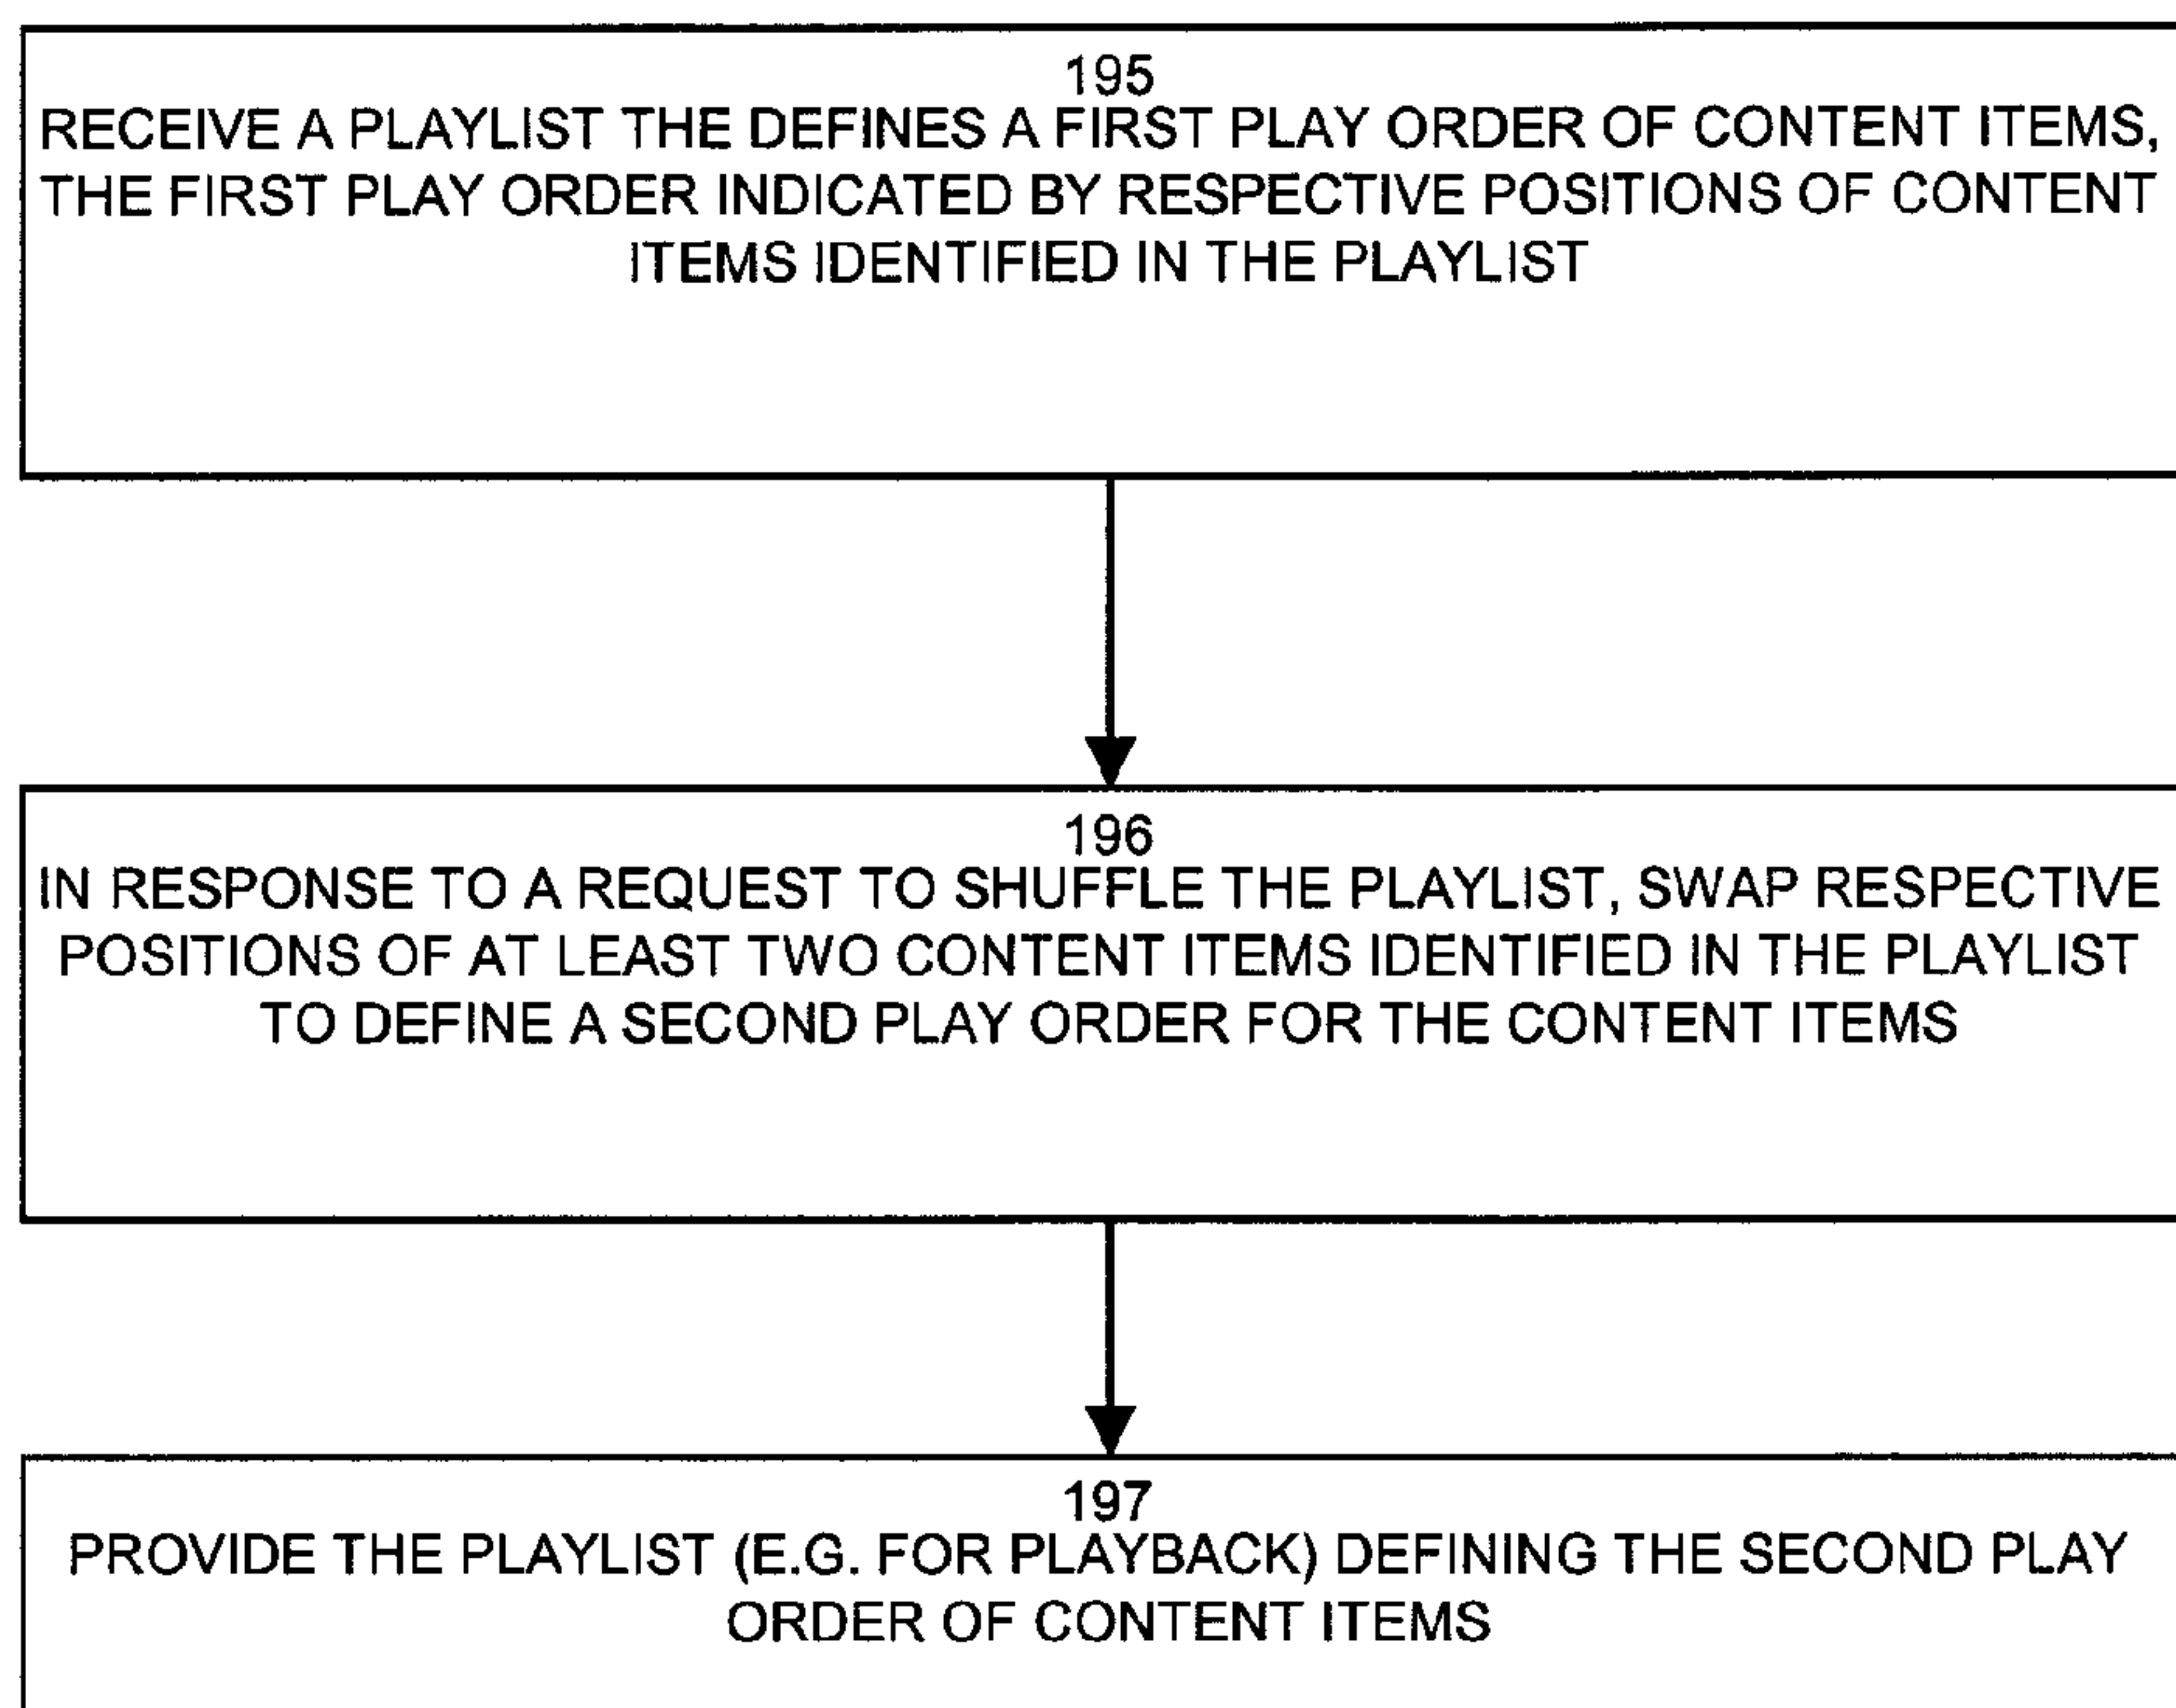 195
RECEIVE A PLAYLIST THE DEFINES A FIRST PLAY ORDER OF CONTENT ITEMS,
THE FIRST PLAY ORDER INDICATED BY RESPECTIVE POSITIONS OF CONTENT
ITEMS IDENTIFIED IN THE PLAYLIST
196
IN RESPONSE TO A REQUEST TO SHUFFLE THE PLAYLIST, SWAP RESPECTIVE
POSITIONS OF AT LEAST TWO CONTENT ITEMS IDENTIFIED IN THE PLAYLIST
TO DEFINE A SECOND PLAY ORDER FOR THE CONTENT ITEMS
197
PROVIDE THE PLAYLIST (E.G. FOR PLAYBACK) DEFINING THE SECOND PLAY
ORDER OF CONTENT ITEMS